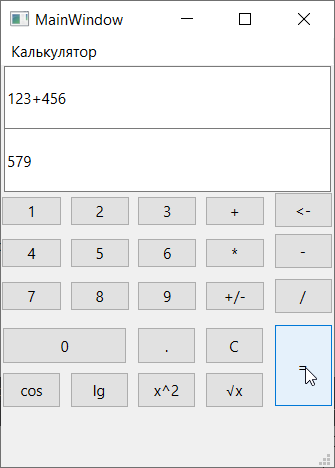 MainWindow
Калькулятор
123+456
579
1 2 3 + <-
4 5 6 * -
7 8 9 +/- /
0 . C =
cos lg x^2 √x